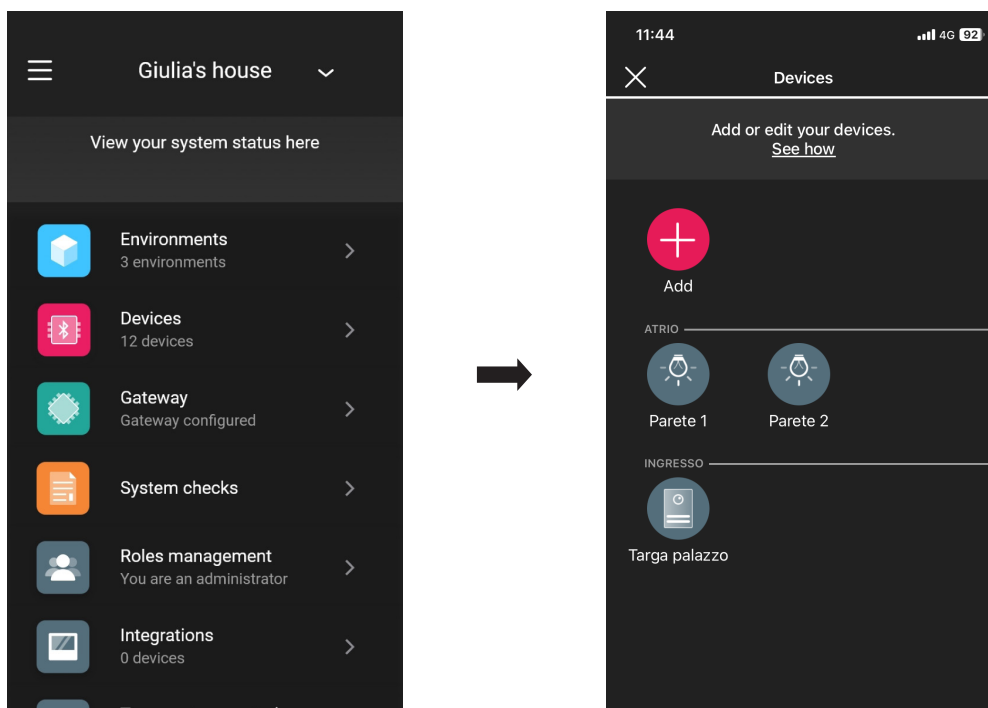 Giulia's house
View your system status here
Environments
3 environments
Devices
12 devices
Gateway
Gateway configured
System checks
Roles management
You are an administrator
Integrations
0 devices
11:44
4G 92
Devices
Add or edit your devices.
See how
Add
ATRIO
Parete 1 Parete 2
INGRESSO
Targa palazzo